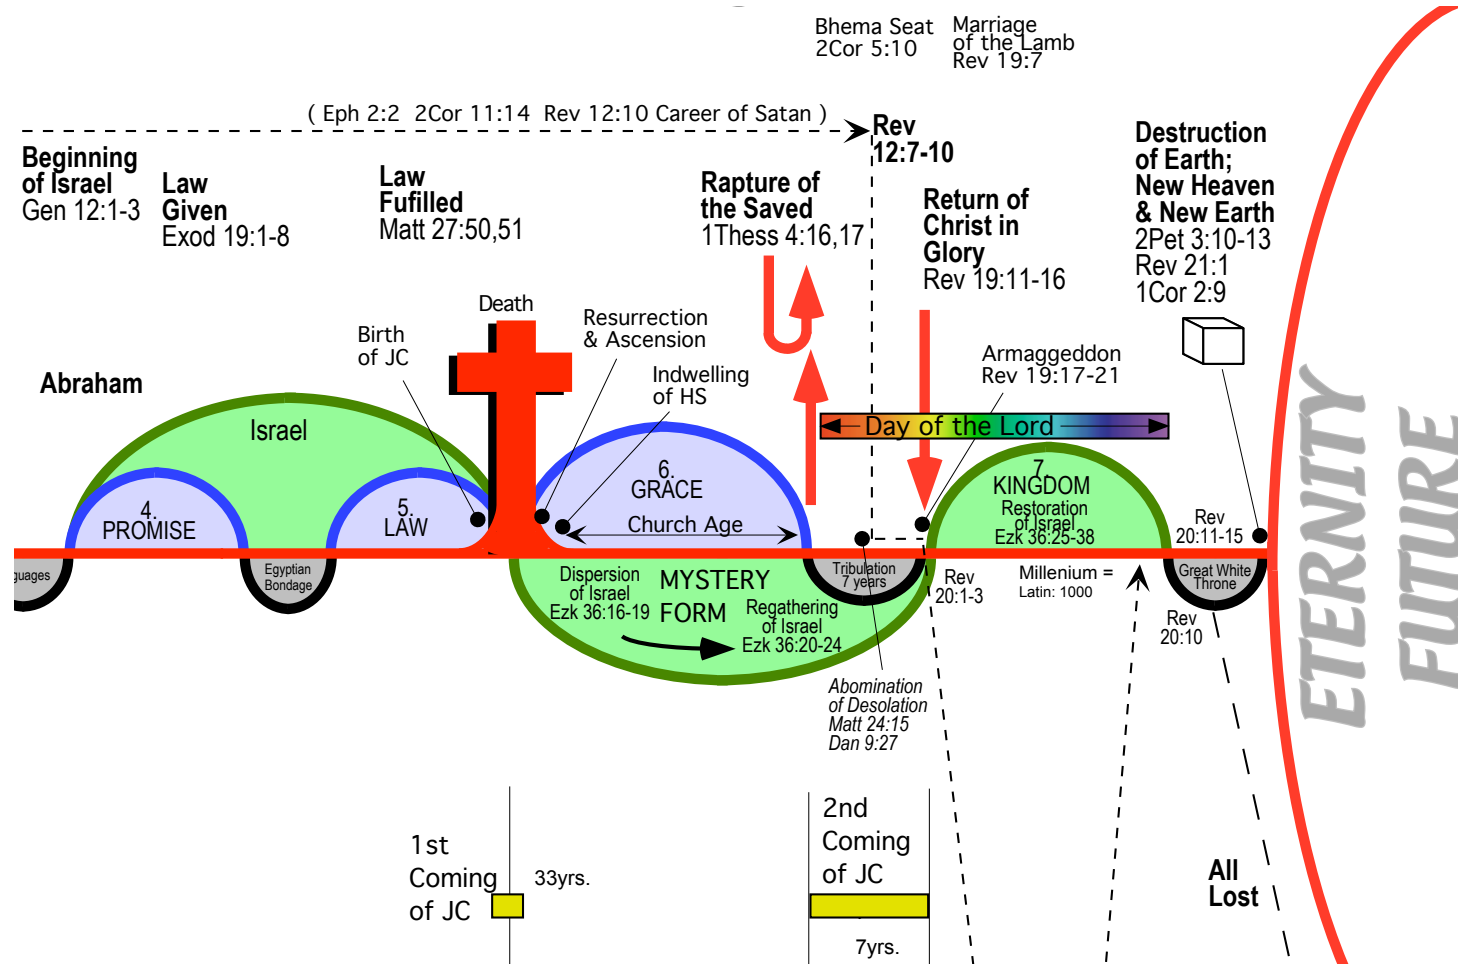 Bhema Seat
2Cor 5:10
Marriage
of the Lamb
Rev 19:7
( Eph 2:2 2Cor 11:14 Rev 12:10 Career of Satan )
Rev
12:7-10
Beginning
of Israel
Gen 12:1-3
Law
Given
Exod 19:1-8
Law
Fufilled
Matt 27:50,51
Rapture of
the Saved
1Thess 4:16,17
Return of
Christ in
Glory
Rev 19:11-16
Destruction
of Earth;
New Heaven
& New Earth
2Pet 3:10-13
Rev 21:1
1Cor 2:9
Abraham
Birth
of JC
Death
Resurrection
& Ascension
Indwelling
of HS
Armaggeddon
Rev 19:17-21
Day of the Lord
Israel
4.
PROMISE
5.
LAW
6.
GRACE
Church Age
7.
KINGDOM
Restoration
of Israel
Ezk 36:25-38
Rev
20:11-15
ETERNITY
FUTURE
guages
Egyptian
Bondage
Dispersion
of Israel
Ezk 36:16-19
MYSTERY
FORM
Regathering
of Israel
Ezk 36:20-24
Tribulation
7 years
Rev
20:1-3
Millenium =
Latin: 1000
Great White
Throne
Rev
20:10
Abomination
of Desolation
Matt 24:15
Dan 9:27
1st
Coming
of JC
33yrs.
2nd
Coming
of JC
7yrs.
All
Lost